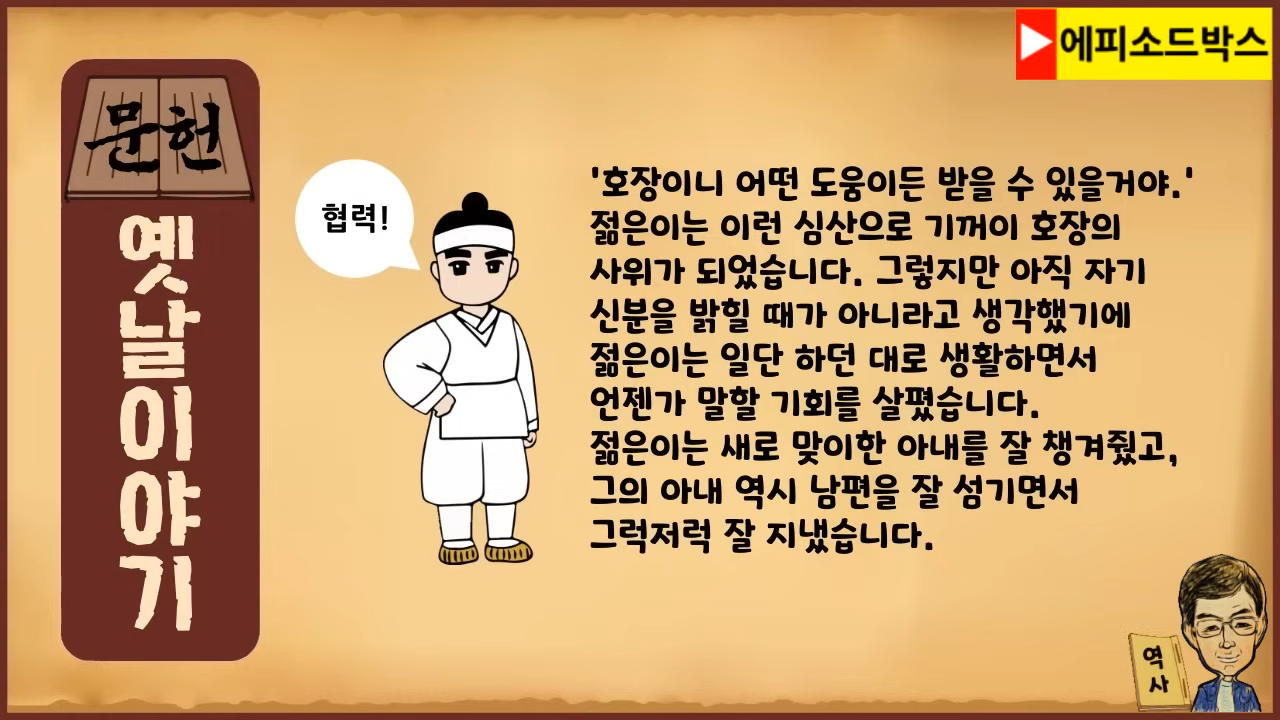 에피소드박스
문헌
옛날이야기
협력!
'호장이니 어떤 도움이든 받을 수 있을거야.'
젊은이는 이런 심산으로 기꺼이 호장의
사위가 되었습니다. 그렇지만 아직 자기
신분을 밝힐 때가 아니라고 생각했기에
젊은이는 일단 하던 대로 생활하면서
언젠가 말할 기회를 살폈습니다.
젊은이는 새로 맞이한 아내를 잘 챙겨줬고,
그의 아내 역시 남편을 잘 섬기면서
그럭저럭 잘 지냈습니다.
역사